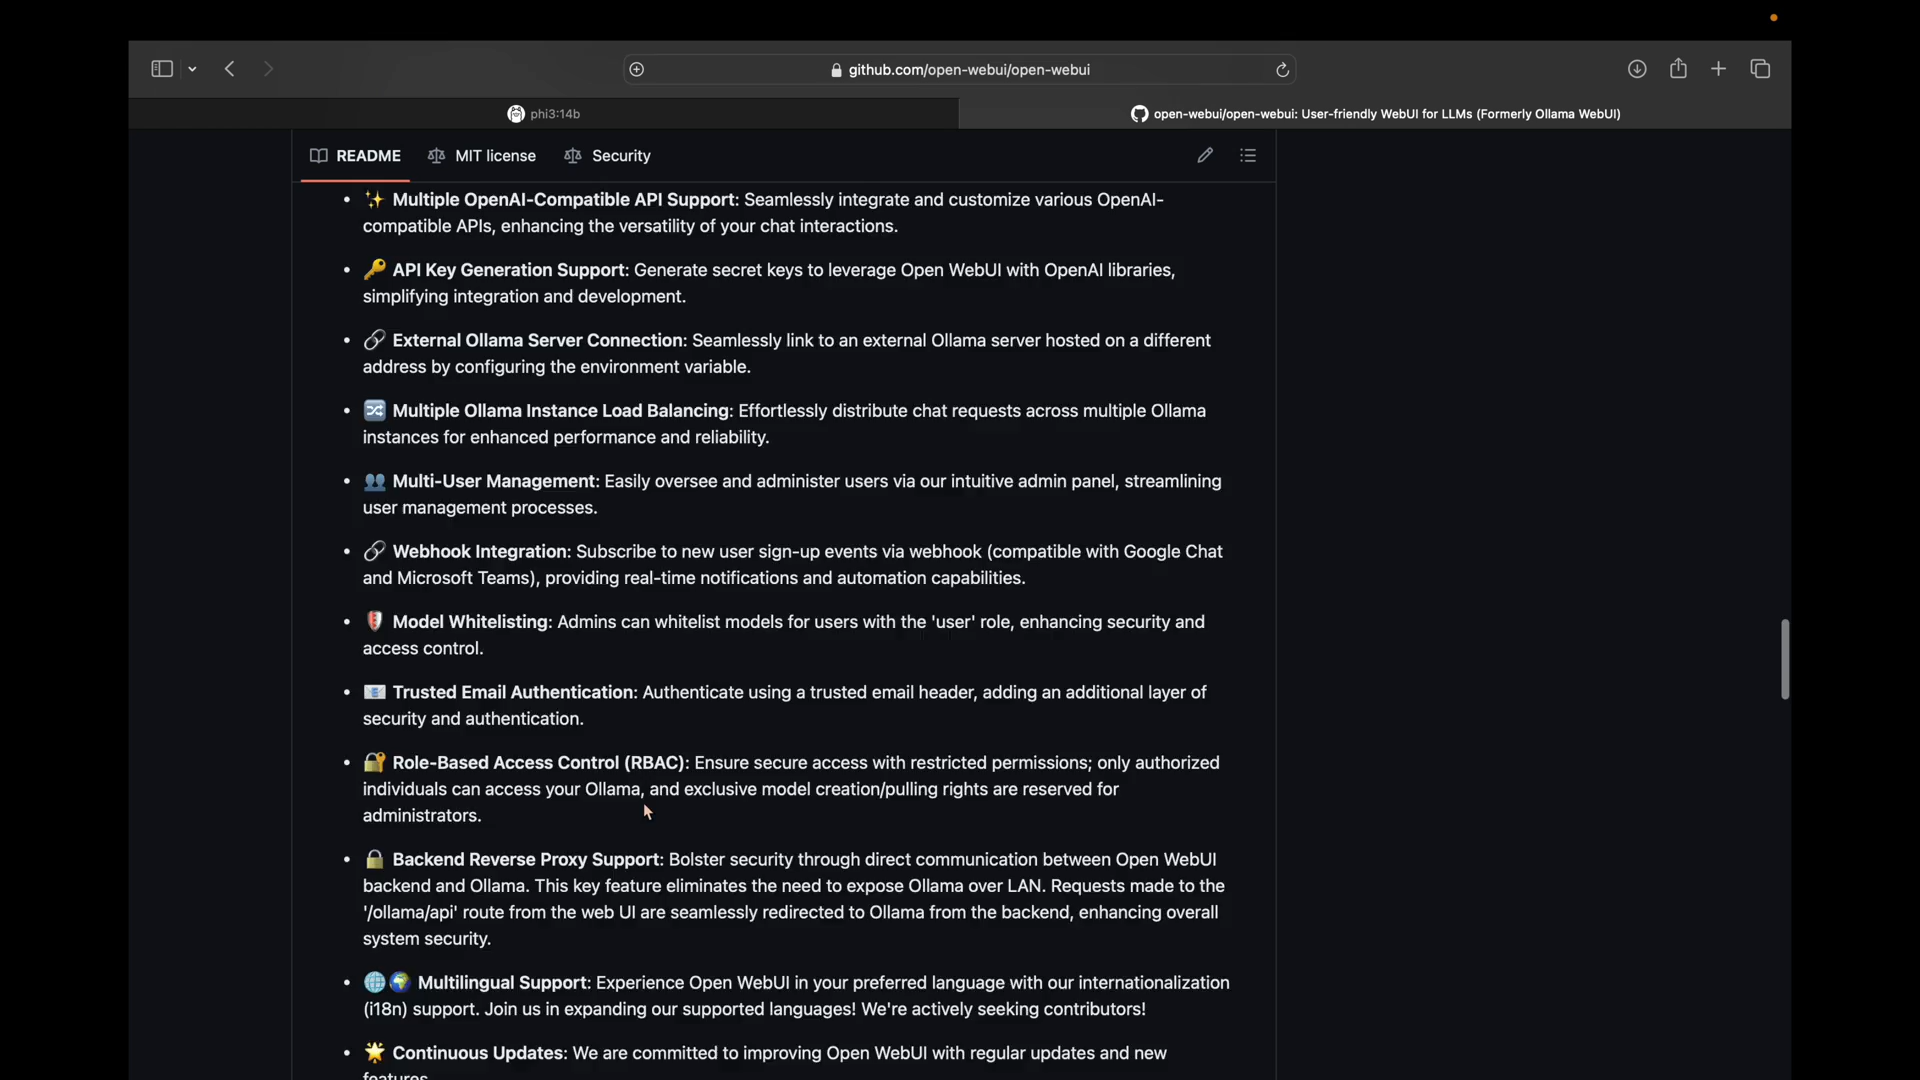 github.com/open-webui/open-webui
phi3:14b
open-webui/open-webui: User-friendly WebUI for LLMs (Formerly Ollama WebUI)
README MIT license Security
• ✨ Multiple OpenAI-Compatible API Support: Seamlessly integrate and customize various OpenAI-
compatible APIs, enhancing the versatility of your chat interactions.
• 🔑 API Key Generation Support: Generate secret keys to leverage Open WebUI with OpenAI libraries,
simplifying integration and development.
• 🔗 External Ollama Server Connection: Seamlessly link to an external Ollama server hosted on a different
address by configuring the environment variable.
• 🔀 Multiple Ollama Instance Load Balancing: Effortlessly distribute chat requests across multiple Ollama
instances for enhanced performance and reliability.
• 👥 Multi-User Management: Easily oversee and administer users via our intuitive admin panel, streamlining
user management processes.
• 🔗 Webhook Integration: Subscribe to new user sign-up events via webhook (compatible with Google Chat
and Microsoft Teams), providing real-time notifications and automation capabilities.
• 🛡️ Model Whitelisting: Admins can whitelist models for users with the 'user' role, enhancing security and
access control.
• 📧 Trusted Email Authentication: Authenticate using a trusted email header, adding an additional layer of
security and authentication.
• 🔐 Role-Based Access Control (RBAC): Ensure secure access with restricted permissions; only authorized
individuals can access your Ollama, and exclusive model creation/pulling rights are reserved for
administrators.
• 🔒 Backend Reverse Proxy Support: Bolster security through direct communication between Open WebUI
backend and Ollama. This key feature eliminates the need to expose Ollama over LAN. Requests made to the
'/ollama/api' route from the web UI are seamlessly redirected to Ollama from the backend, enhancing overall
system security.
• 🌐🌍 Multilingual Support: Experience Open WebUI in your preferred language with our internationalization
(i18n) support. Join us in expanding our supported languages! We're actively seeking contributors!
• 🌟 Continuous Updates: We are committed to improving Open WebUI with regular updates and new
features.